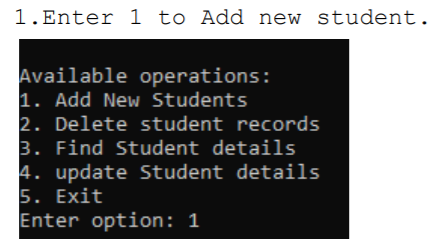 1.Enter 1 to Add new student.
Available operations:
1. Add New Students
2. Delete student records
3. Find Student details
4. update Student details
5. Exit
Enter option: 1